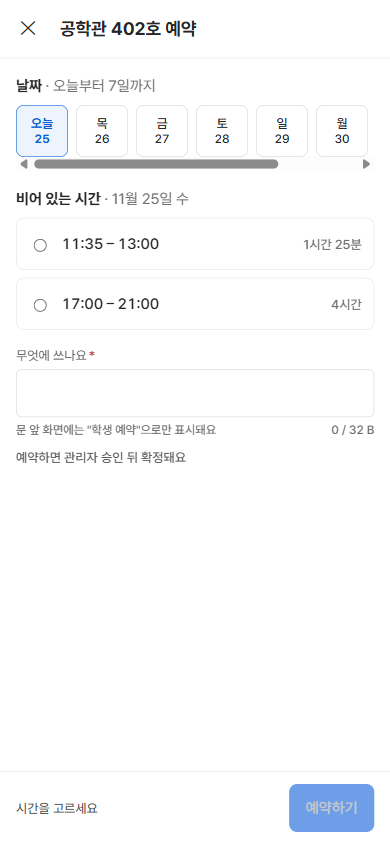 공학관 402호 예약
날짜 · 오늘부터 7일까지
오늘 목 금 토 일 월
25 26 27 28 29 30
비어 있는 시간 · 11월 25일 수
11:35 – 13:00 1시간 25분
17:00 – 21:00 4시간
무엇에 쓰나요 *
문 앞 화면에는 "학생 예약"으로만 표시돼요 0 / 32 B
예약하면 관리자 승인 뒤 확정돼요
시간을 고르세요 예약하기